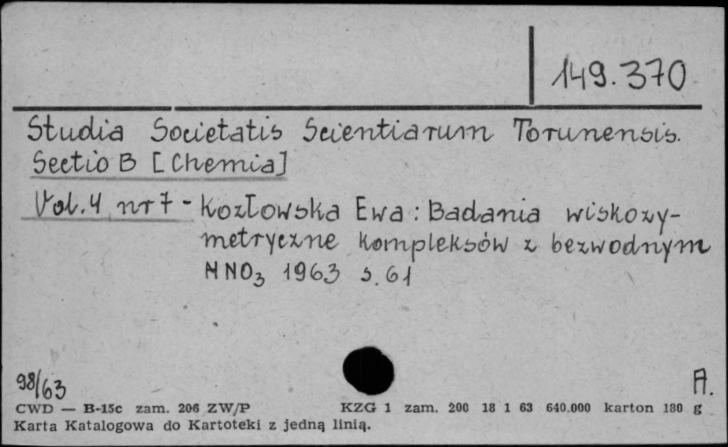 149.370
Studia Societatis Scientiarum Torunensis.
Sectio B [Chemia]
Vol. 4, nr 7 - Kozłowska Ewa: Badania wiskozy-
metryczne kompleksów z bezwodnym
HNO3 1963 s. 61
98/63
A.
CWD — B-15c zam. 206 ZW/P KZG 1 zam. 200 18 1 63 640.000 karton 180 g
Karta Katalogowa do Kartoteki z jedną linią.